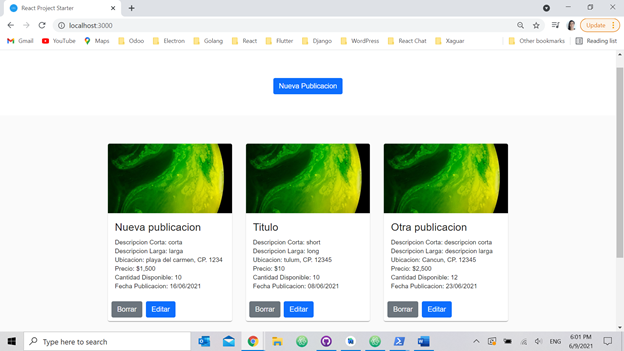 React Project Starter
localhost:3000
Update
Gmail YouTube Maps Odoo Electron Golang React Flutter Django WordPress React Chat Xaguar Other bookmarks Reading list
Nueva Publicacion
Nueva publicacion
Descripcion Corta: corta
Descripcion Larga: larga
Ubicacion: playa del carmen, CP. 1234
Precio: $1,500
Cantidad Disponible: 10
Fecha Publicacion: 16/06/2021
Borrar Editar
Titulo
Descripcion Corta: short
Descripcion Larga: long
Ubicacion: tulum, CP. 12345
Precio: $10
Cantidad Disponible: 10
Fecha Publicacion: 08/06/2021
Borrar Editar
Otra publicacion
Descripcion Corta: descripcion corta
Descripcion Larga: descripcion larga
Ubicacion: Cancun, CP. 12345
Precio: $2,500
Cantidad Disponible: 12
Fecha Publicacion: 23/06/2021
Borrar Editar
Type here to search
ENG
6:01 PM
6/9/2021